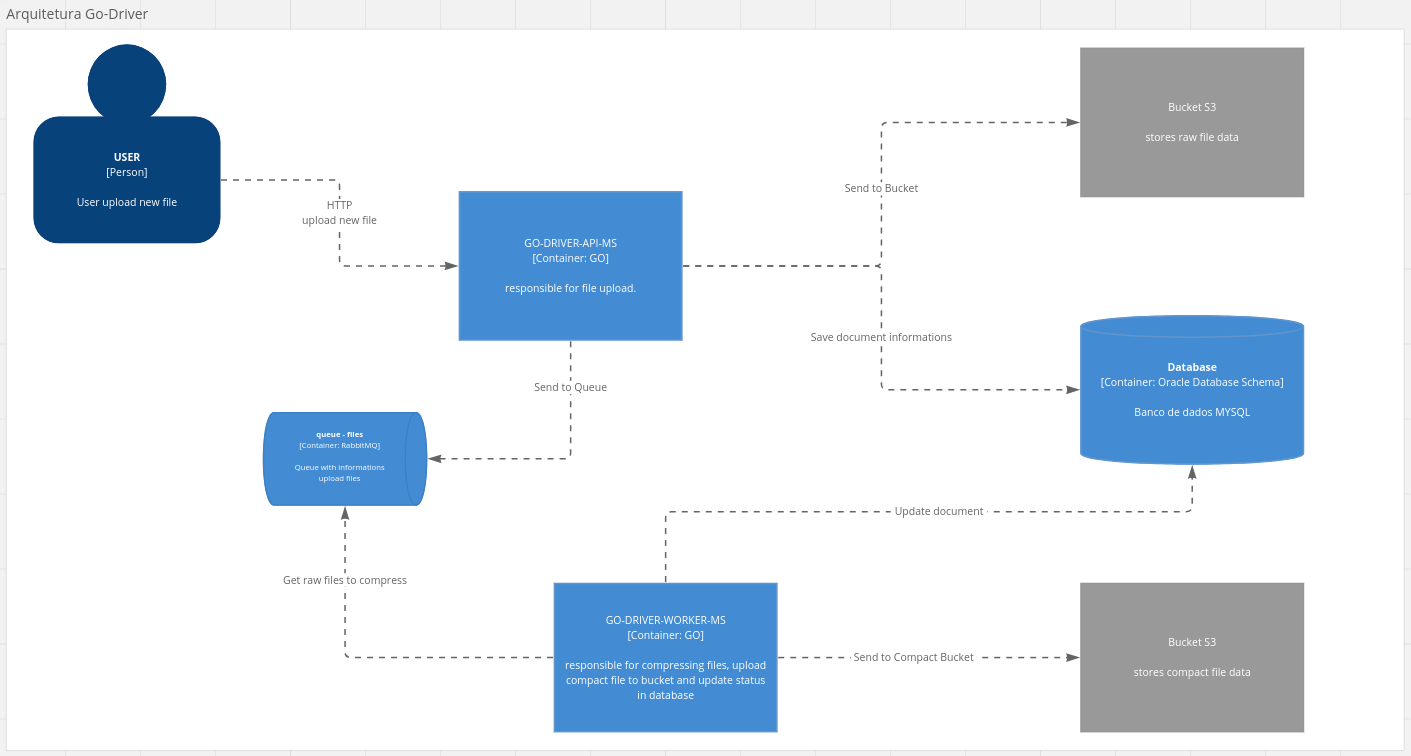 Arquitetura Go-Driver
USER
[Person]
User upload new file
HTTP
upload new file
GO-DRIVER-API-MS
[Container: GO]
responsible for file upload.
Send to Bucket
Bucket S3
stores raw file data
Save document informations
Database
[Container: Oracle Database Schema]
Banco de dados MYSQL
Send to Queue
queue - files
[Container: RabbitMQ]
Queue with informations
upload files
Update document
Get raw files to compress
GO-DRIVER-WORKER-MS
[Container: GO]
responsible for compressing files, upload
compact file to bucket and update status
in database
Send to Compact Bucket
Bucket S3
stores compact file data